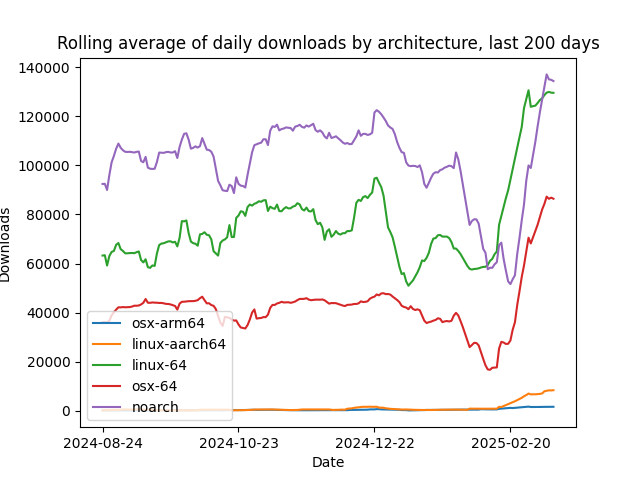 Rolling average of daily downloads by architecture, last 200 days
140000
120000
100000
80000
60000
40000
20000
0
Downloads
osx-arm64
linux-aarch64
linux-64
osx-64
noarch
2024-08-24
2024-10-23
2024-12-22
2025-02-20
Date